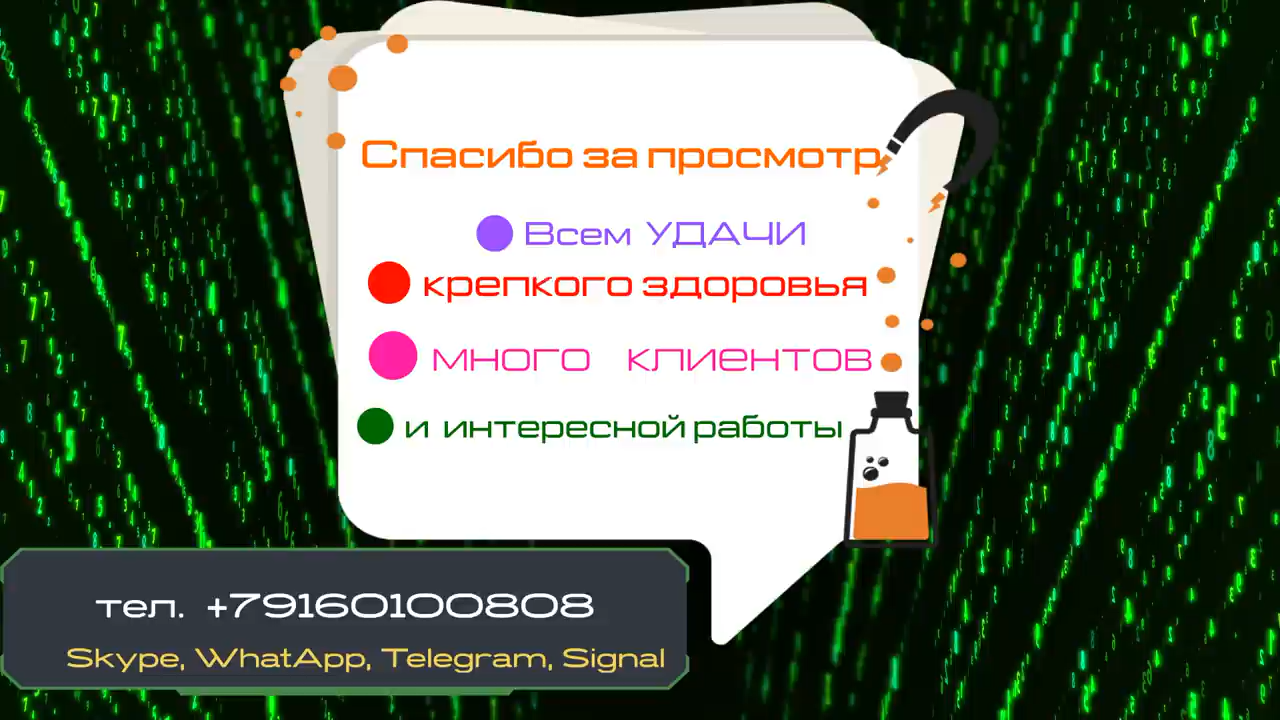 Спасибо за просмотр
Всем УДАЧИ
крепкого здоровья
много клиентов
и интересной работы
тел. +79160100808
Skype, WhatApp, Telegram, Signal